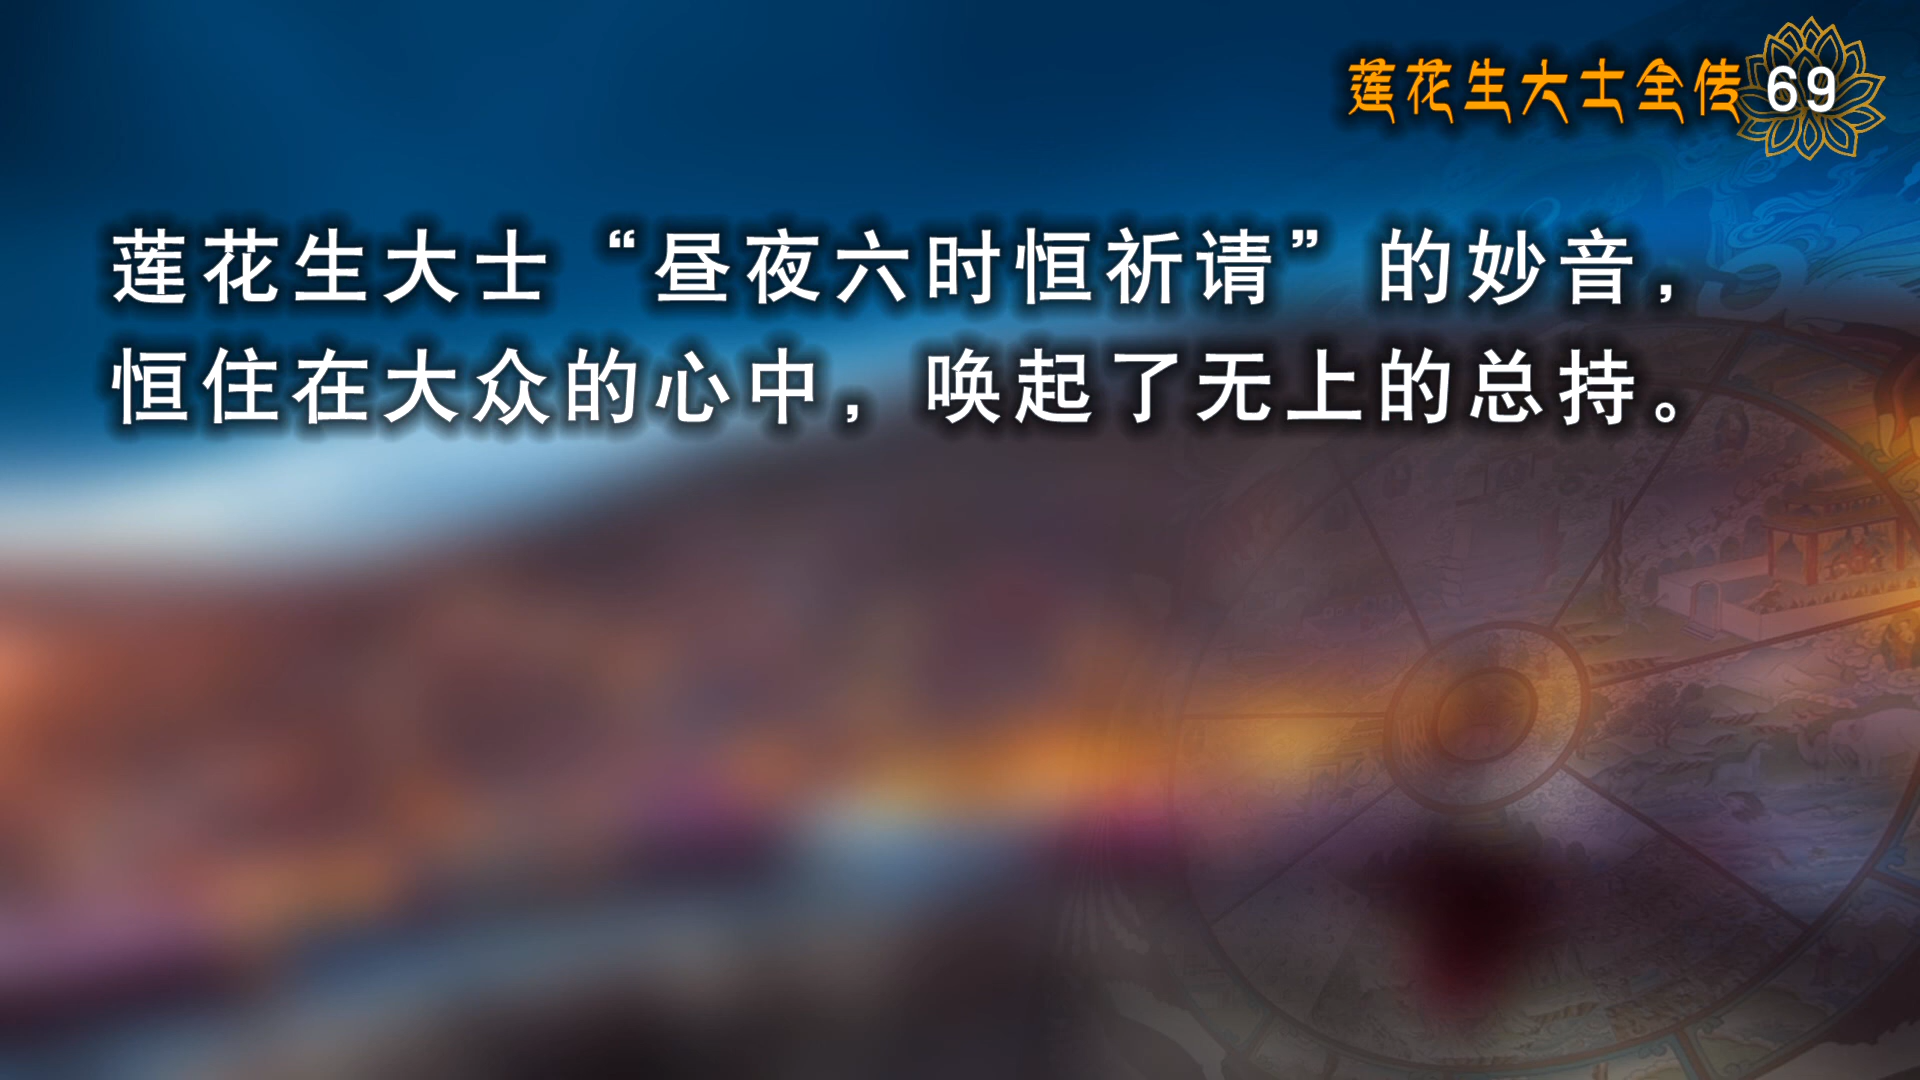 莲花生大士全传 69
莲花生大士“昼夜六时恒祈请”的妙音，
恒住在大众的心中，唤起了无上的总持。